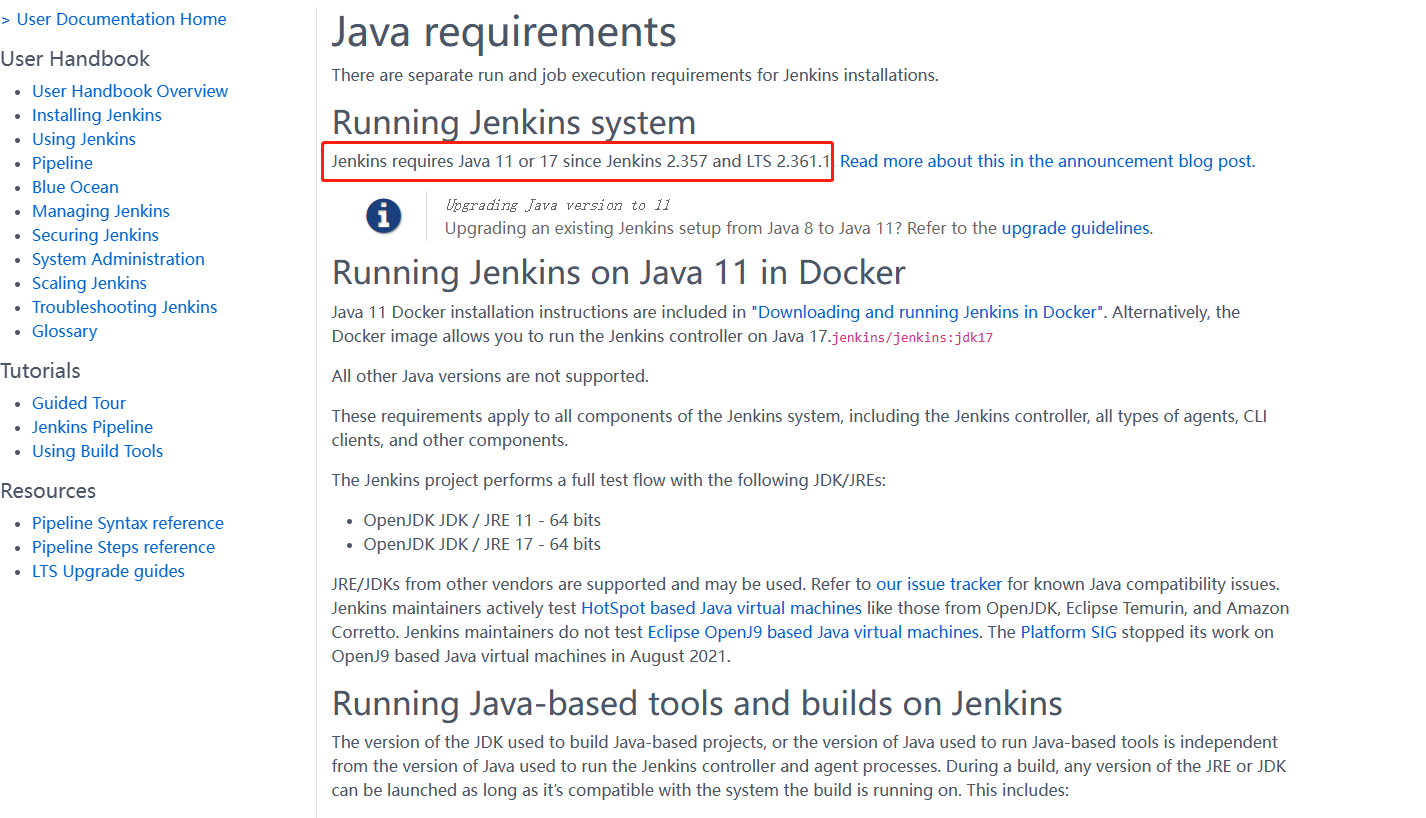 > User Documentation Home
User Handbook
User Handbook Overview
Installing Jenkins
Using Jenkins
Pipeline
Blue Ocean
Managing Jenkins
Securing Jenkins
System Administration
Scaling Jenkins
Troubleshooting Jenkins
Glossary
Tutorials
Guided Tour
Jenkins Pipeline
Using Build Tools
Resources
Pipeline Syntax reference
Pipeline Steps reference
LTS Upgrade guides
Java requirements
There are separate run and job execution requirements for Jenkins installations.
Running Jenkins system
Jenkins requires Java 11 or 17 since Jenkins 2.357 and LTS 2.361.1. Read more about this in the announcement blog post.
Upgrading Java version to 11
Upgrading an existing Jenkins setup from Java 8 to Java 11? Refer to the upgrade guidelines.
Running Jenkins on Java 11 in Docker
Java 11 Docker installation instructions are included in "Downloading and running Jenkins in Docker". Alternatively, the
Docker image allows you to run the Jenkins controller on Java 17.jenkins/jenkins:jdk17
All other Java versions are not supported.
These requirements apply to all components of the Jenkins system, including the Jenkins controller, all types of agents, CLI
clients, and other components.
The Jenkins project performs a full test flow with the following JDK/JREs:
OpenJDK JDK / JRE 11 - 64 bits
OpenJDK JDK / JRE 17 - 64 bits
JRE/JDKs from other vendors are supported and may be used. Refer to our issue tracker for known Java compatibility issues.
Jenkins maintainers actively test HotSpot based Java virtual machines like those from OpenJDK, Eclipse Temurin, and Amazon
Corretto. Jenkins maintainers do not test Eclipse OpenJ9 based Java virtual machines. The Platform SIG stopped its work on
OpenJ9 based Java virtual machines in August 2021.
Running Java-based tools and builds on Jenkins
The version of the JDK used to build Java-based projects, or the version of Java used to run Java-based tools is independent
from the version of Java used to run the Jenkins controller and agent processes. During a build, any version of the JRE or JDK
can be launched as long as it's compatible with the system the build is running on. This includes: